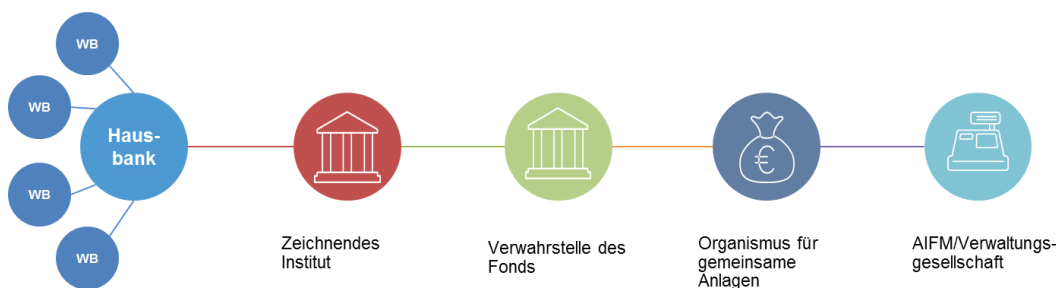 WB
WB
WB
WB
Haus-
bank
€
Zeichnendes
Institut
Verwahrstelle des
Fonds
Organismus für
gemeinsame
Anlagen
AIFM/Verwaltungs-
gesellschaft